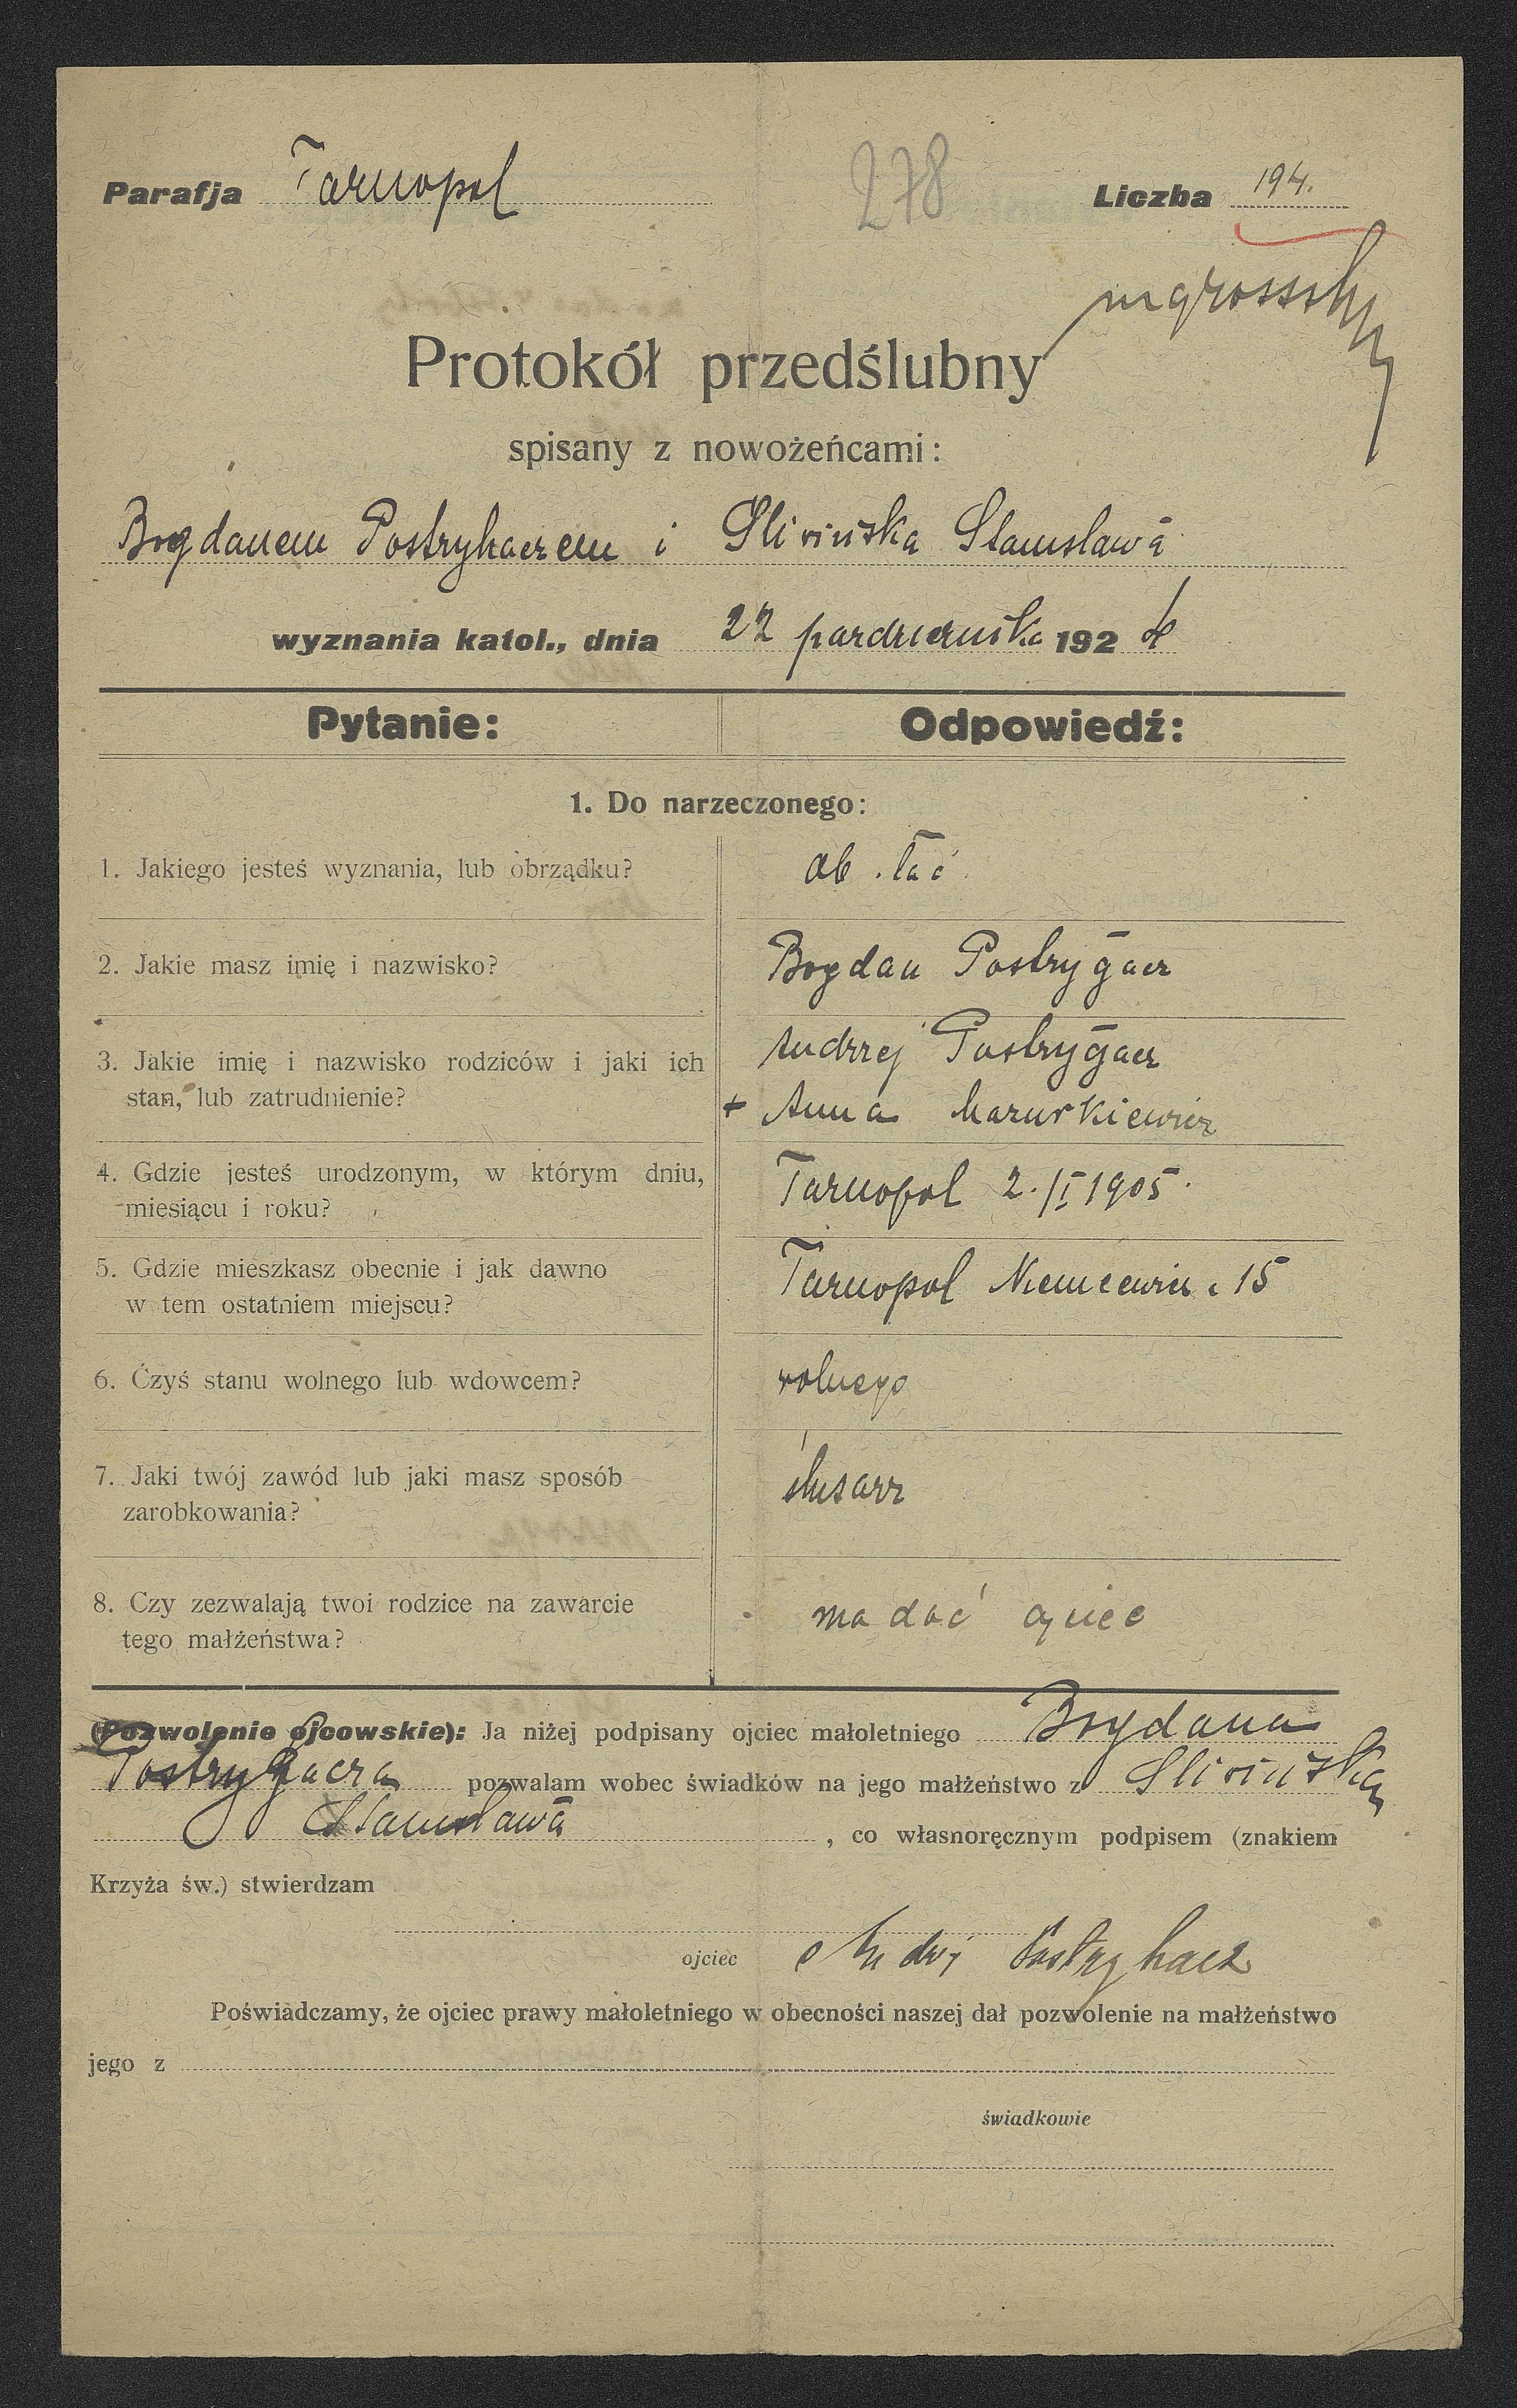 Parafja Tarnopol 278 Liczba 194.
Protokół przedślubny
spisany z nowożeńcami:
Bogdanem Postryhaczem i Śliwińską Stanisławą
wyznania katol., dnia 22 października 1924
Pytanie: Odpowiedź:
1. Do narzeczonego:
1. Jakiego jesteś wyznania, lub obrządku? ob. łać.
2. Jakie masz imię i nazwisko? Bogdan Postrygacz
3. Jakie imię i nazwisko rodziców i jaki ich Andrzej Postrygacz
stan, lub zatrudnienie? + Anna Mazurkiewicz
4. Gdzie jesteś urodzonym, w którym dniu, Tarnopol 2./I 1905.
miesiącu i roku?
5. Gdzie mieszkasz obecnie i jak dawno Tarnopol Niemcewicz. 15
w tem ostatniem miejscu?
6. Czyś stanu wolnego lub wdowcem? wolnego
7. Jaki twój zawód lub jaki masz sposób ślusarz
zarobkowania?
8. Czy zezwalają twoi rodzice na zawarcie ma dać ojciec
tego małżeństwa?
(Pozwolenie ojcowskie): Ja niżej podpisany ojciec małoletniego Bogdana
Postrygacza pozwalam wobec świadków na jego małżeństwo z Śliwińską
Stanisławą, co własnoręcznym podpisem (znakiem
Krzyża św.) stwierdzam
ojciec Andrij Postryhacz
Poświadczamy, że ojciec prawy małoletniego w obecności naszej dał pozwolenie na małżeństwo
jego z
świadkowie